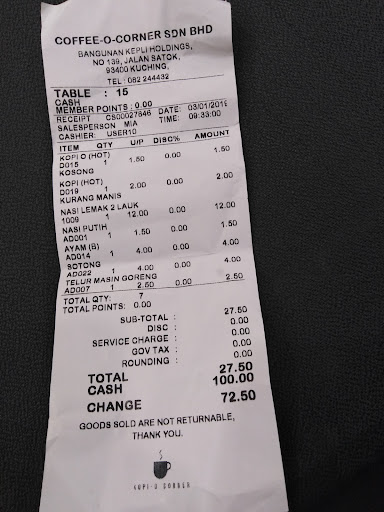 COFFEE-O-CORNER SDN BHD
BANGUNAN KEPLI HOLDINGS,
NO 139, JALAN SATOK,
93400 KUCHING,
TEL : 082 244432
TABLE : 15
CASH
MEMBER POINTS : 0.00
RECEIPT CS00027846 DATE: 03/01/2019
SALESPERSON MIA TIME: 09:33:00
CASHIER: USER10
ITEM QTY U/P DISC% AMOUNT
KOPI O (HOT)
D015 1 1.50 0.00 1.50
KOSONG
KOPI (HOT)
D019 1 2.00 0.00 2.00
KURANG MANIS
NASI LEMAK 2 LAUK
1009 1 12.00 0.00 12.00
NASI PUTIH
AD001 1 1.50 0.00 1.50
AYAM (B)
AD014 1 4.00 0.00 4.00
SOTONG
AD022 1 4.00 0.00 4.00
TELUR MASIN GORENG
AD007 1 2.50 0.00 2.50
TOTAL QTY: 7
TOTAL POINTS: 0.00
SUB-TOTAL : 27.50
DISC : 0.00
SERVICE CHARGE : 0.00
GOV TAX : 0.00
ROUNDING : 0.00
TOTAL 27.50
CASH 100.00
CHANGE 72.50
GOODS SOLD ARE NOT RETURNABLE,
THANK YOU.
KOPI-O CORNER